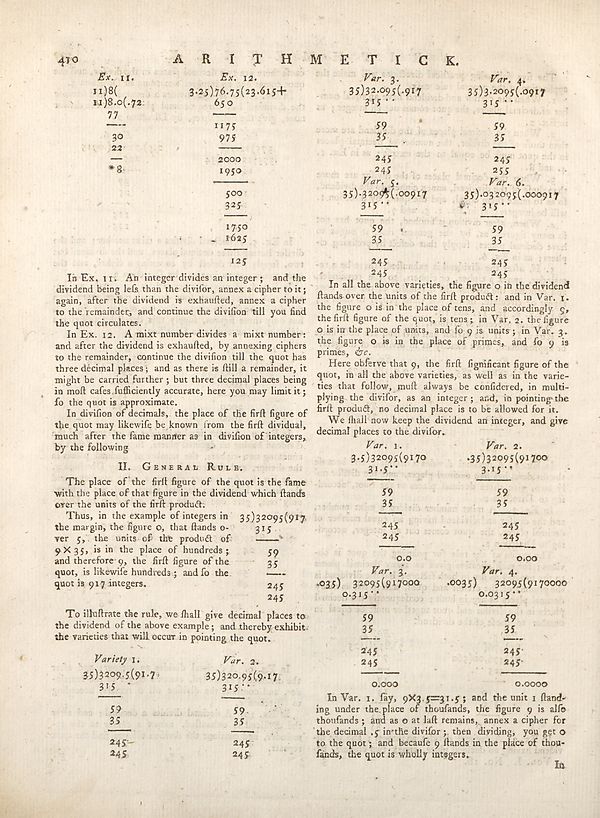 410 A R I T H M E T I C K.
Ex. 11.
11)8(
11)8.0(.72
77
30
22
* 8
Ex. 12.
3.25)76.75(23.615+
650
1175
975
2000
1950
500
325
1750
1625
125
In Ex. 11. An integer divides an integer ; and the
dividend being leſs than the diviſor, annex a cipher to it ;
again, after the dividend is exhauſted, annex a cipher
to the remainder, and continue the diviſion till you find
the quot circulates.
In Ex. 12. A mixt number divides a mixt number :
and after the dividend is exhauſted, by annexing ciphers
to the remainder, continue the diviſion till the quot has
three decimal places ; and as there is ſtill a remainder, it
might be carried further ; but three decimal places being
in moſt caſes ſufficiently accurate, here you may limit it ;
ſo the quot is approximate.
In diviſion of decimals, the place of the firſt figure of
the quot may likewiſe be known from the firſt dividual,
much after the ſame manner as in diviſion of integers,
by the following
II. GENERAL RULE.
The place of the firſt figure of the quot is the ſame
with the place of that figure in the dividend which ſtands
over the units of the firſt product.
Thus, in the example of integers in
the margin, the figure 0, that ſtands o-
ver 5, the units of the product of
9 X 35, is in the place of hundreds ;
and therefore 9, the firſt figure of the
quot, is likewiſe hundreds ; and ſo the
quot is 917 integers.
35)32095(917
315
59
35
245
245
To illuſtrate the rule, we ſhall give decimal places to
the dividend of the above example ; and thereby exhibit
the varieties that will occur in pointing the quot.
Variety 1.
35)3209.5(91.7
315 ·
59
35
245
245
Var. 2.
35)320.95(9.17
315 · ·
59
35
245
245
Var. 3.
35)32.095(.917
315 · ·
59
35
245
245
Var. 4.
35)3.2095(.0917
315 · ·
59
35
245
255
Var. 5.
35).32095(.00917
315 · ·
59
35
245
245
Var. 6.
35).032095(.000917
315 · ·
59
35
245
245
In all the above varieties, the figure 0 in the dividend
ſtands over the units of the firſt product : and in Var. 1.
the figure 0 is in the place of tens, and accordingly 9,
the firſt figure of the quot, is tens ; in Var. 2. the figure
0 is in the place of units, and ſo 9 is units ; in Var. 3.
the figure 0 is in the place of primes, and ſo 9 is
primes, &c.
Here obſerve that 9, the firſt ſignificant figure of the
quot, in all the above varieties, as well as in the varie-
ties that follow, muſt always be conſidered, in multi-
plying the diviſor, as an integer ; and, in pointing the
firſt product, no decimal place is to be allowed for it.
We ſhall now keep the dividend an integer, and give
decimal places to the diviſor.
Var. 1.
3.5)32095(9170
31.5 · ·
59
35
245
245
0.0
Var. 2.
.35)32095(91700
3.15 · ·
59
35
245
245
0.00
Var. 3.
.035) 32095(917000
0.315 · ·
59
35
245
245
0.000
Var. 4.
.0035) 32095(9170000
0.0315 · ·
59
35
245
245
0.0000
In Var. 1. ſay, 9X3.5=31.5 ; and the unit 1 ſtand-
ing under the place of thouſands, the figure 9 is alſo
thouſands ; and as 0 at laſt remains, annex a cipher for
the decimal .5 in the diviſor ; then dividing, you get 0
to the quot ; and becauſe 9 ſtands in the place of thou-
ſands, the quot is wholly integers.
In